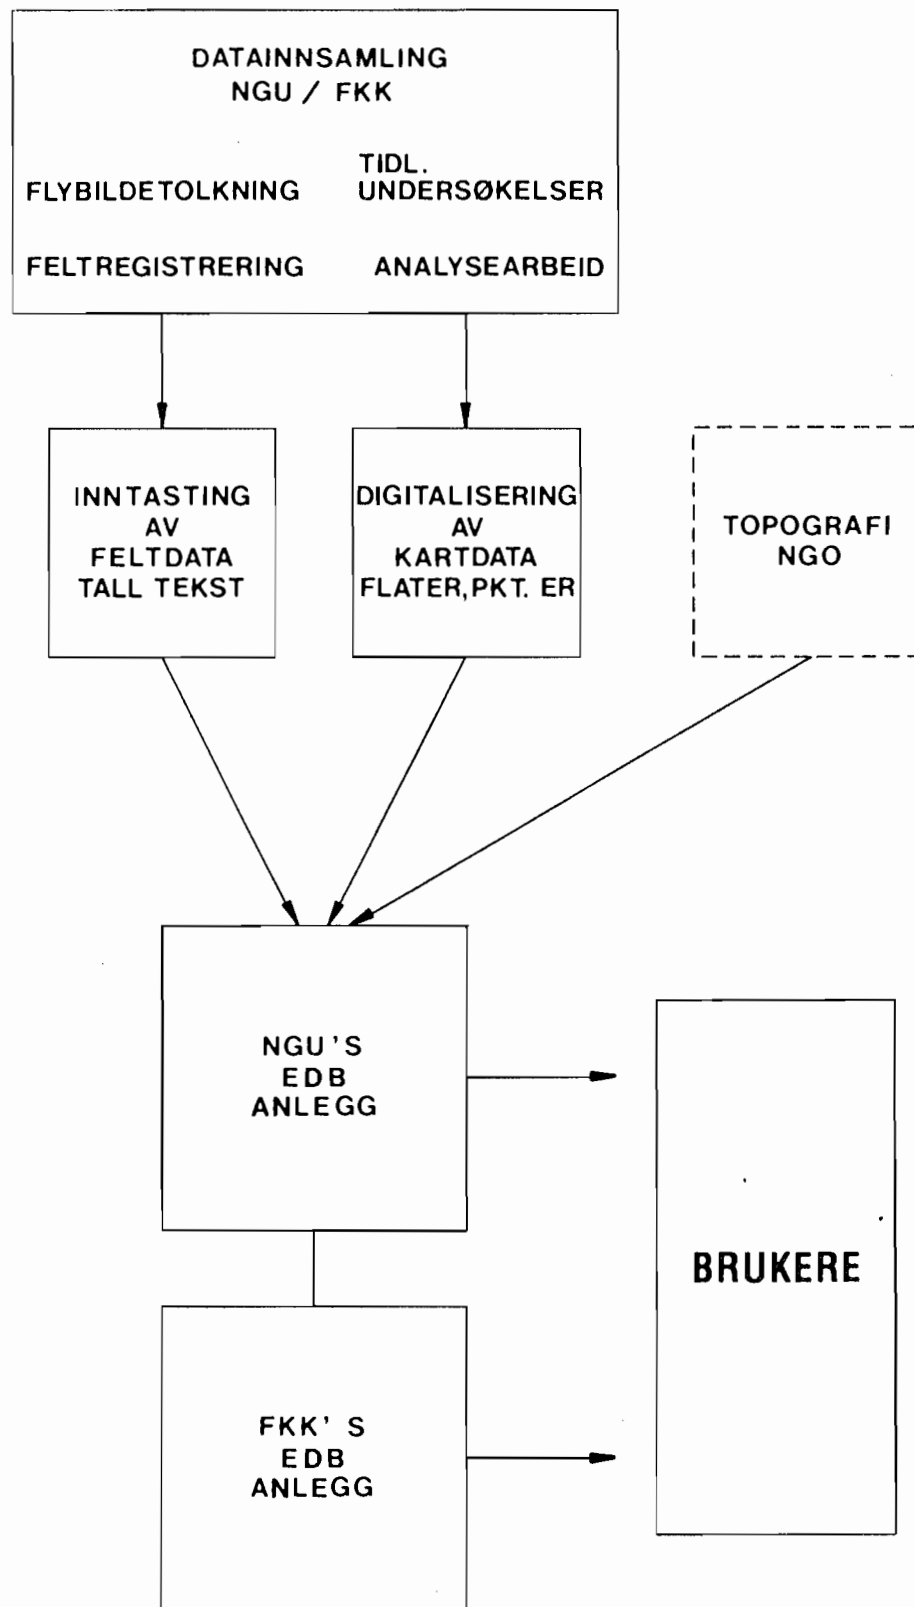 DATAINNSAMLING
NGU / FKK
FLYBILDETOLKNING
TIDL.
UNDERSØKELSER
FELTREGISTRERING
ANALYSEARBEID
INNTASTING
AV
FELTDATA
TALL TEKST
DIGITALISERING
AV
KARTDATA
FLATER, PKT. ER
TOPOGRAFI
NGO
NGU'S
EDB
ANLEGG
BRUKERE
FKK'S
EDB
ANLEGG